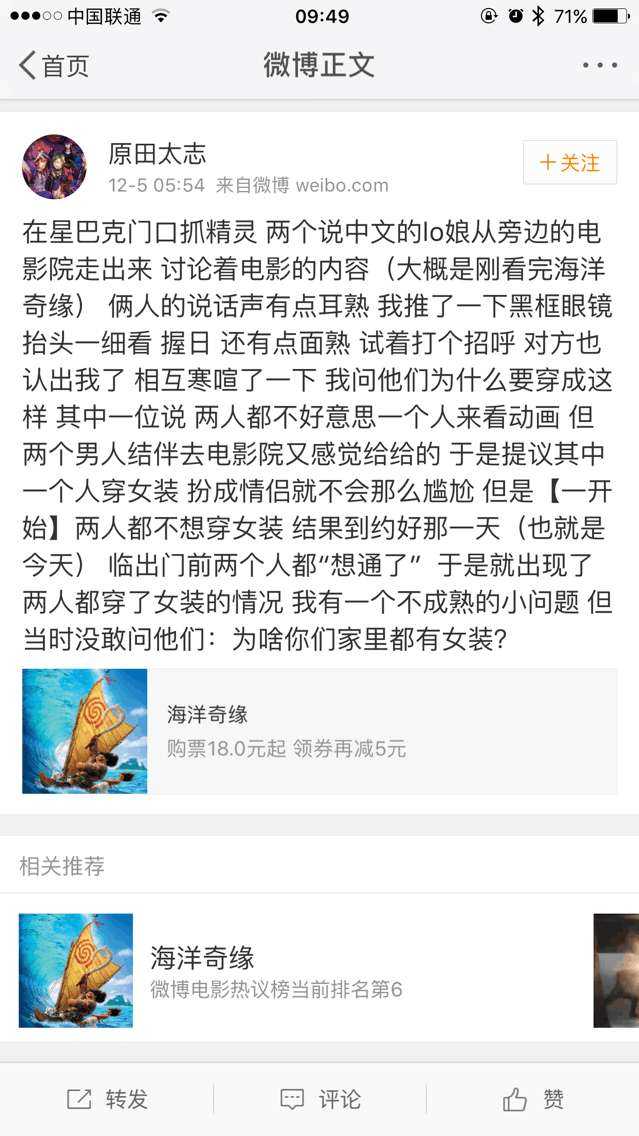 中国联通 09:49 71%
首页 微博正文
原田太志
12-5 05:54 来自微博 weibo.com
+关注
在星巴克门口抓精灵 两个说中文的lo娘从旁边的电
影院走出来 讨论着电影的内容（大概是刚看完海洋
奇缘） 俩人的说话声有点耳熟 我推了一下黑框眼镜
抬头一细看 握日 还有点面熟 试着打个招呼 对方也
认出我了 相互寒暄了一下 我问他们为什么要穿成这
样 其中一位说 两人都不好意思一个人来看动画 但
两个男人结伴去电影院又感觉给给的 于是提议其中
一个人穿女装 扮成情侣就不会那么尴尬 但是【一开
始】两人都不想穿女装 结果到约好那一天（也就是
今天） 临出门前两个人都“想通了” 于是就出现了
两人都穿了女装的情况 我有一个不成熟的小问题 但
当时没敢问他们：为啥你们家里都有女装?
海洋奇缘
购票18.0元起 领券再减5元
相关推荐
海洋奇缘
微博电影热议榜当前排名第6
转发 评论 赞